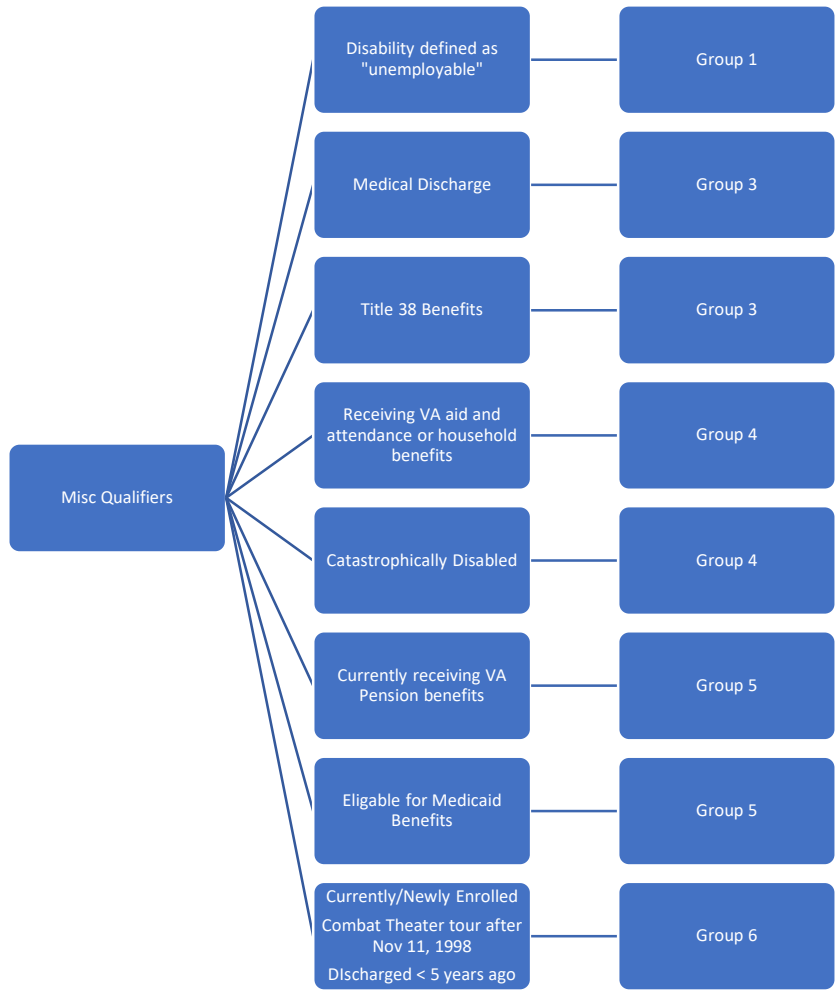 Disability defined as
"unemployable"
Group 1
Medical Discharge
Group 3
Title 38 Benefits
Group 3
Receiving VA aid and
attendance or household
benefits
Group 4
Misc Qualifiers
Catastrophically Disabled
Group 4
Currently receiving VA
Pension benefits
Group 5
Eligable for Medicaid
Benefits
Group 5
Currently/Newly Enrolled
Combat Theater tour after
Nov 11, 1998
DIscharged < 5 years ago
Group 6